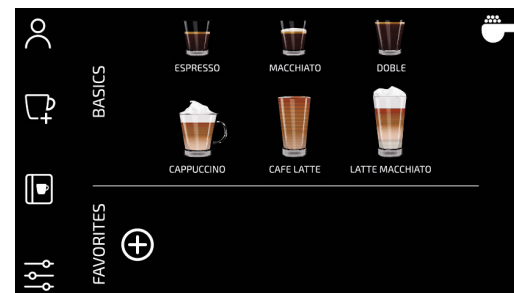 BASICS
ESPRESSO
MACCHIATO
DOBLE
CAPPUCCINO
CAFE LATTE
LATTE MACCHIATO
FAVORITES